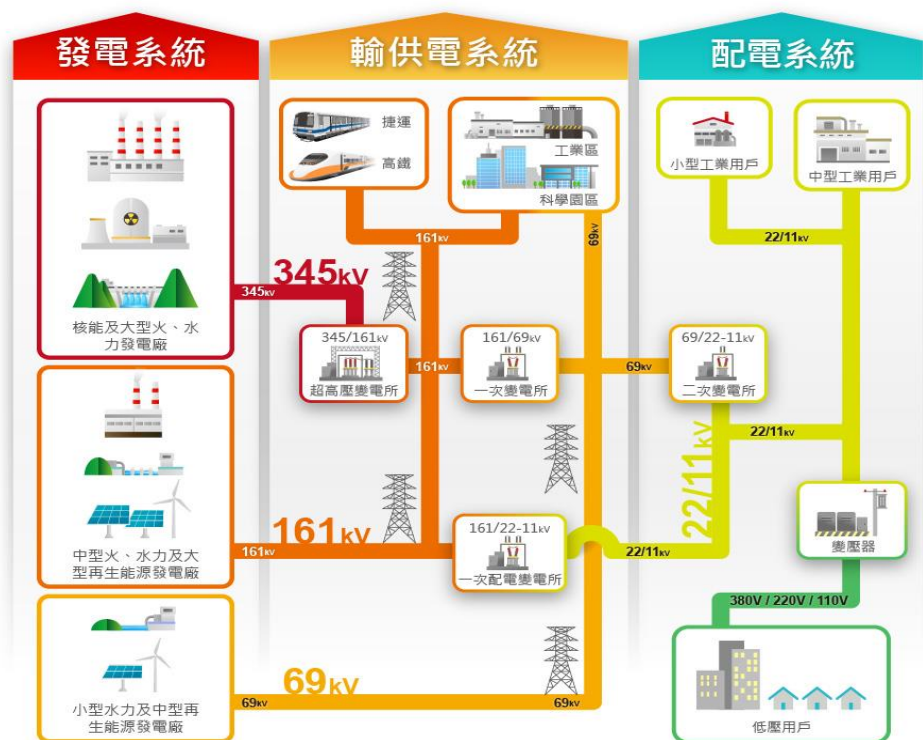 發電系統
輸供電系統
配電系統
核能及大型火、水
力發電廠
中型火、水力及大
型再生能源發電廠
小型水力及中型再
生能源發電廠
345kV
345kV
161kV
161kV
69kV
69kV
捷運
高鐵
工業區
科學園區
161kV
69kV
345/161kV
超高壓變電所
161kV
161/69kV
一次變電所
69kV
161/22-11kV
一次配電變電所
22/11kV
69kV
小型工業用戶
中型工業用戶
22/11kV
69/22-11kV
二次變電所
22/11kV
22/11kV
變壓器
380V / 220V / 110V
低壓用戶